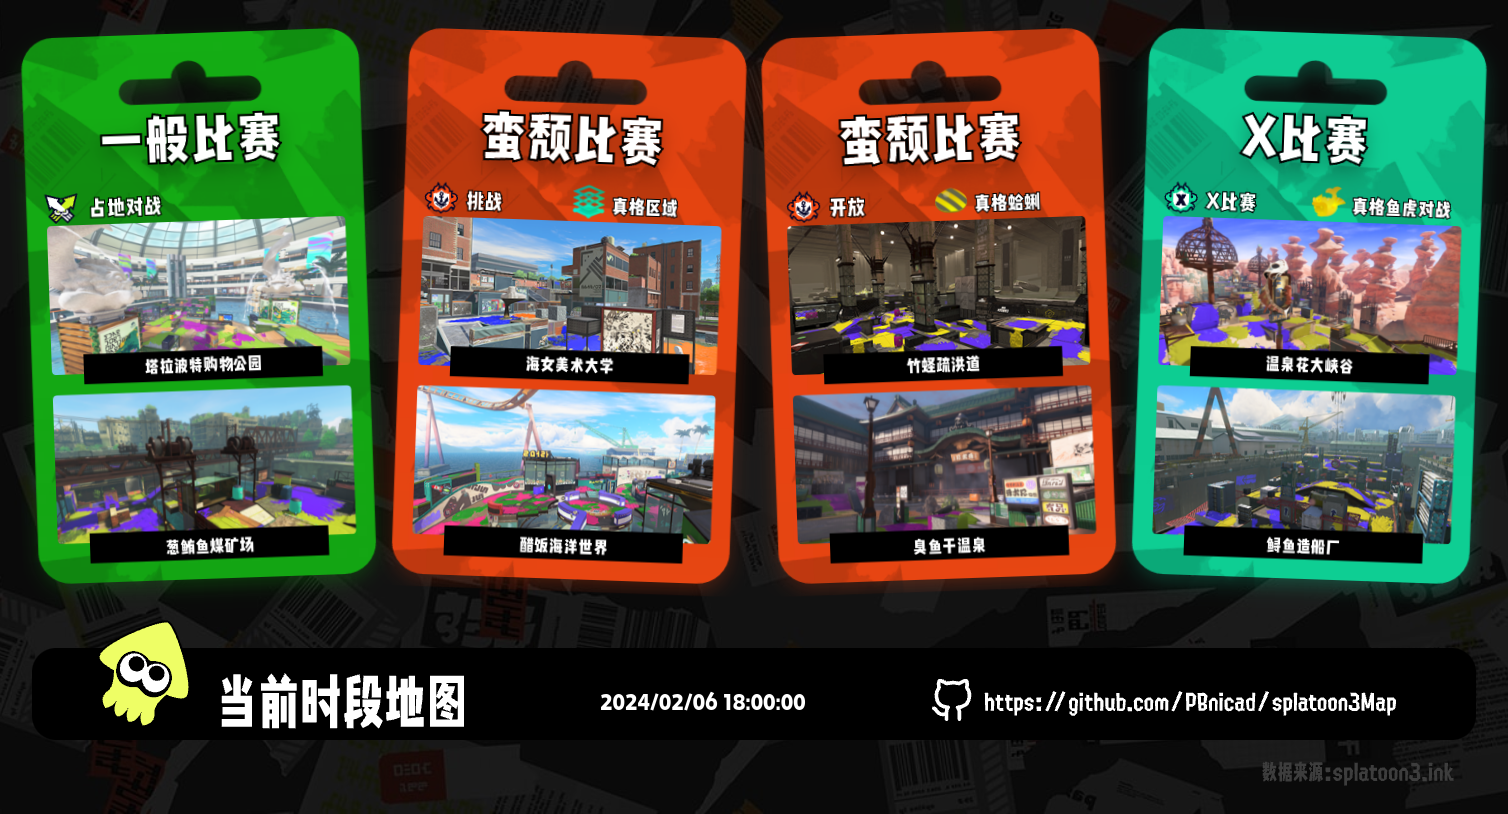 一般比赛
占地对战
塔拉波特购物公园
葱鲔鱼煤矿场
蛮颓比赛
挑战
真格区域
海女美术大学
醋饭海洋世界
蛮颓比赛
开放
真格蛤蜊
竹蛏疏洪道
臭鱼干温泉
X比赛
X比赛
真格鱼虎对战
温泉花大峡谷
鲟鱼造船厂
当前时段地图
2024/02/06 18:00:00
https://github.com/PBnicad/splatoon3Map
数据来源:splatoon3.ink